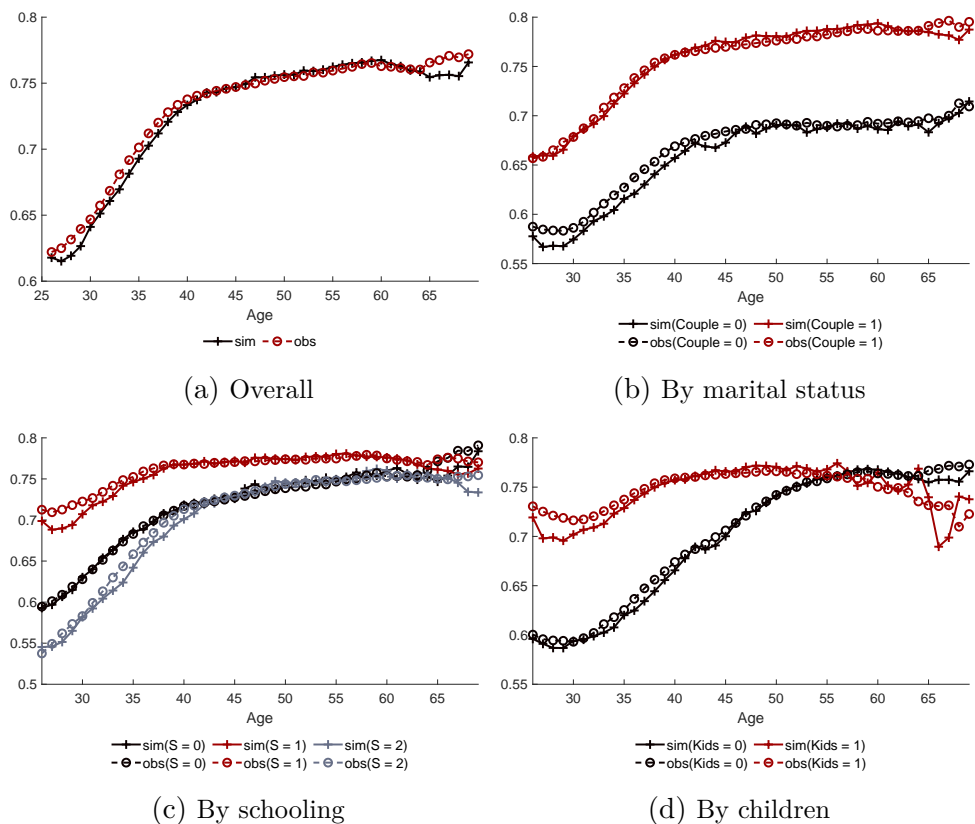 0.8
0.75
0.7
0.65
0.6
25 30 35 40 45 50 55 60 65
Age
sim obs
(a) Overall
0.8
0.75
0.7
0.65
0.6
0.55
30 35 40 45 50 55 60 65
Age
sim(Couple = 0) sim(Couple = 1)
obs(Couple = 0) obs(Couple = 1)
(b) By marital status
0.8
0.75
0.7
0.65
0.6
0.55
0.5
30 35 40 45 50 55 60 65
Age
sim(S = 0) sim(S = 1) sim(S = 2)
obs(S = 0) obs(S = 1) obs(S = 2)
(c) By schooling
0.8
0.75
0.7
0.65
0.6
0.55
30 35 40 45 50 55 60 65
Age
sim(Kids = 0) sim(Kids = 1)
obs(Kids = 0) obs(Kids = 1)
(d) By children